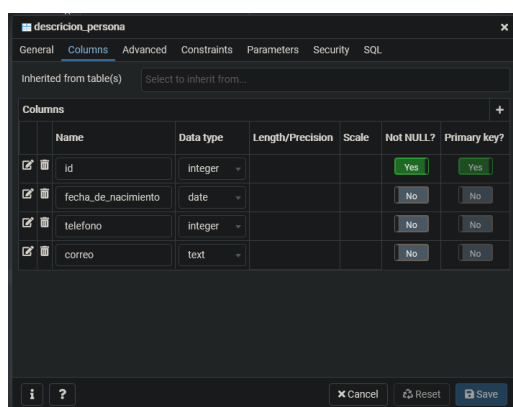 descricion_persona
General Columns Advanced Constraints Parameters Security SQL
Inherited from table(s) Select to inherit from...
Columns
Name Data type Length/Precision Scale Not NULL? Primary key?
id integer Yes Yes
fecha_de_nacimiento date No No
telefono integer No No
correo text No No
i ? Cancel Reset Save